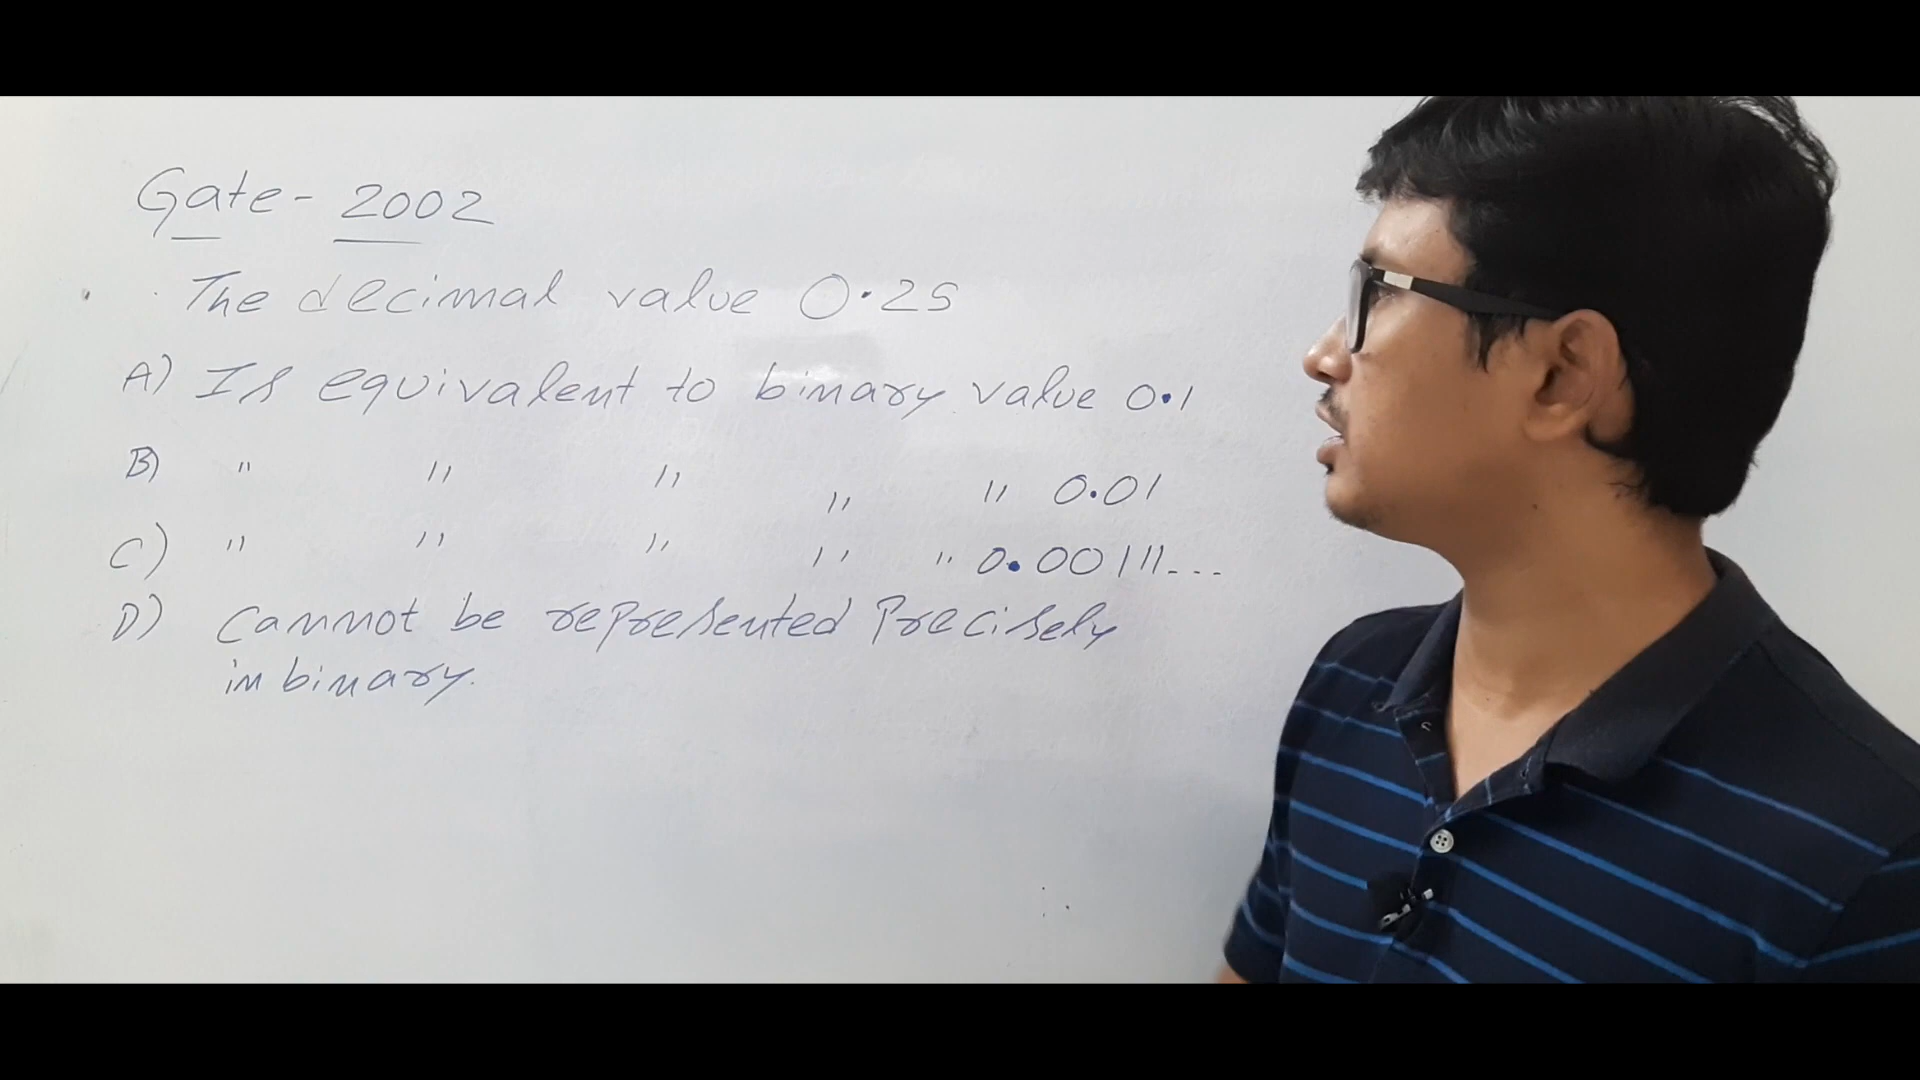 Gate - 2002
The decimal value 0.25
A) Is equivalent to binary value 0.1
B) " " " " " 0.01
C) " " " " " 0.00111...
D) cannot be represented Precisely
in binary.